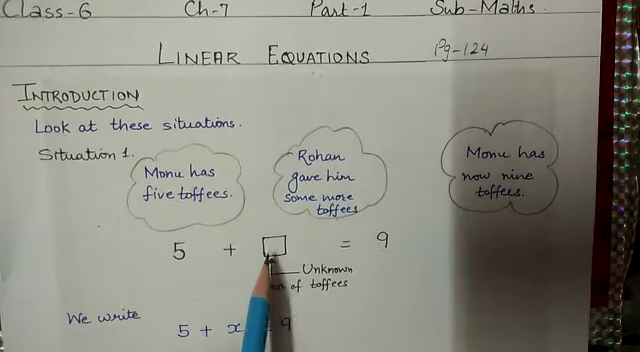 Class-6 Ch-7 Part-1 Sub-Maths.
LINEAR EQUATIONS Pg-124
INTRODUCTION
Look at these situations.
Situation 1.
Monu has
five toffees.
Rohan
gave him
some more
toffees
Monu has
now nine
toffees.
5 + □ = 9
Unknown
of toffees
We write
5 + x = 9